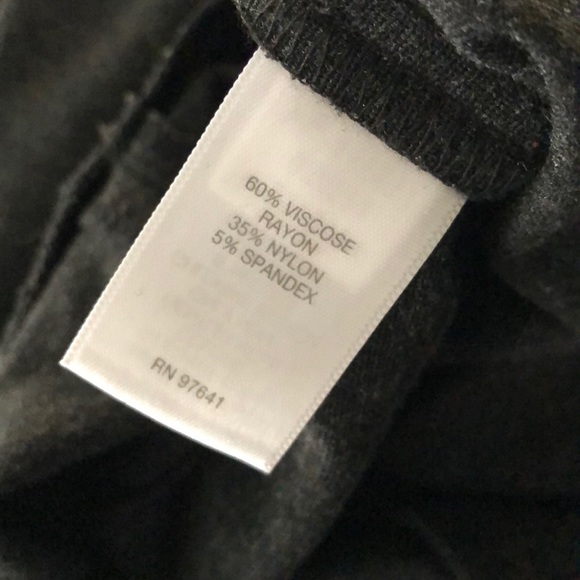 60% VISCOSE
RAYON
35% NYLON
5% SPANDEX
RN 97641